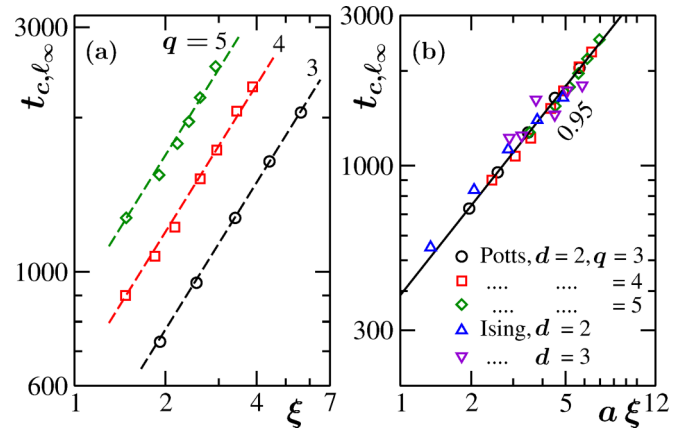 (a)
q = 5
4
3
t_{c,ℓ∞}
3000
1000
600
1
2
4
7
ξ
(b)
t_{c,ℓ∞}
3000
1000
300
0.95
Potts, d = 2, q = 3
.... .... = 4
.... .... = 5
Ising, d = 2
.... d = 3
1
2
5
12
a ξ